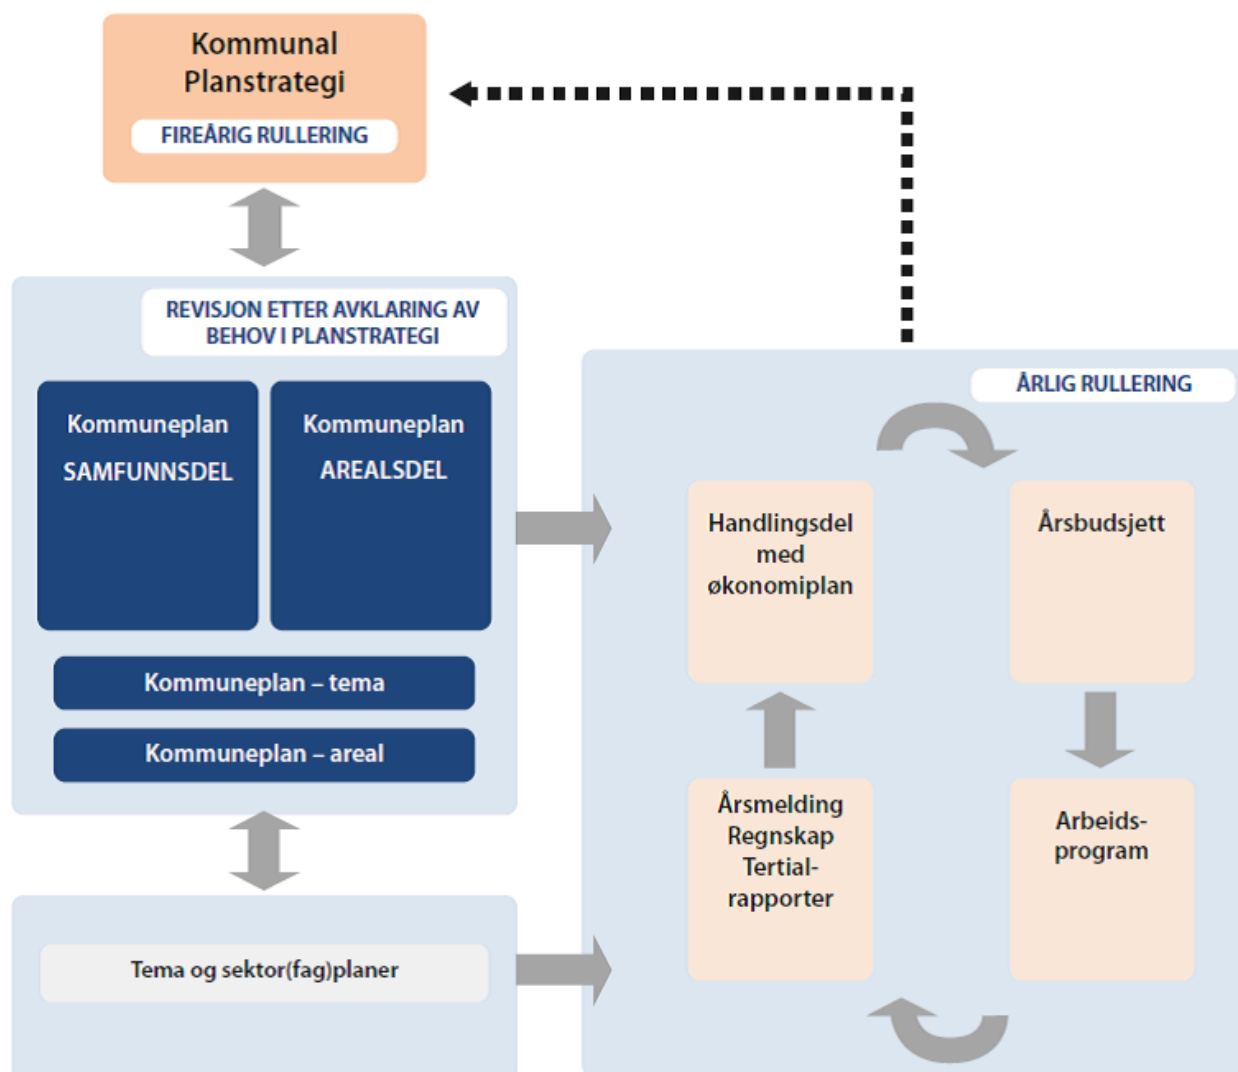 Kommunal
Planstrategi
FIREÅRIG RULLERING
REVISJON ETTER AVKLARING AV
BEHOV I PLANSTRATEGI
Kommuneplan
SAMFUNNSDEL
Kommuneplan
AREALSDEL
Kommuneplan – tema
Kommuneplan – areal
Tema og sektor(fag)planer
ÅRLIG RULLERING
Handlingsdel
med
økonomiplan
Årsbudsjett
Årsmelding
Regnskap
Tertial-
rapporter
Arbeids-
program